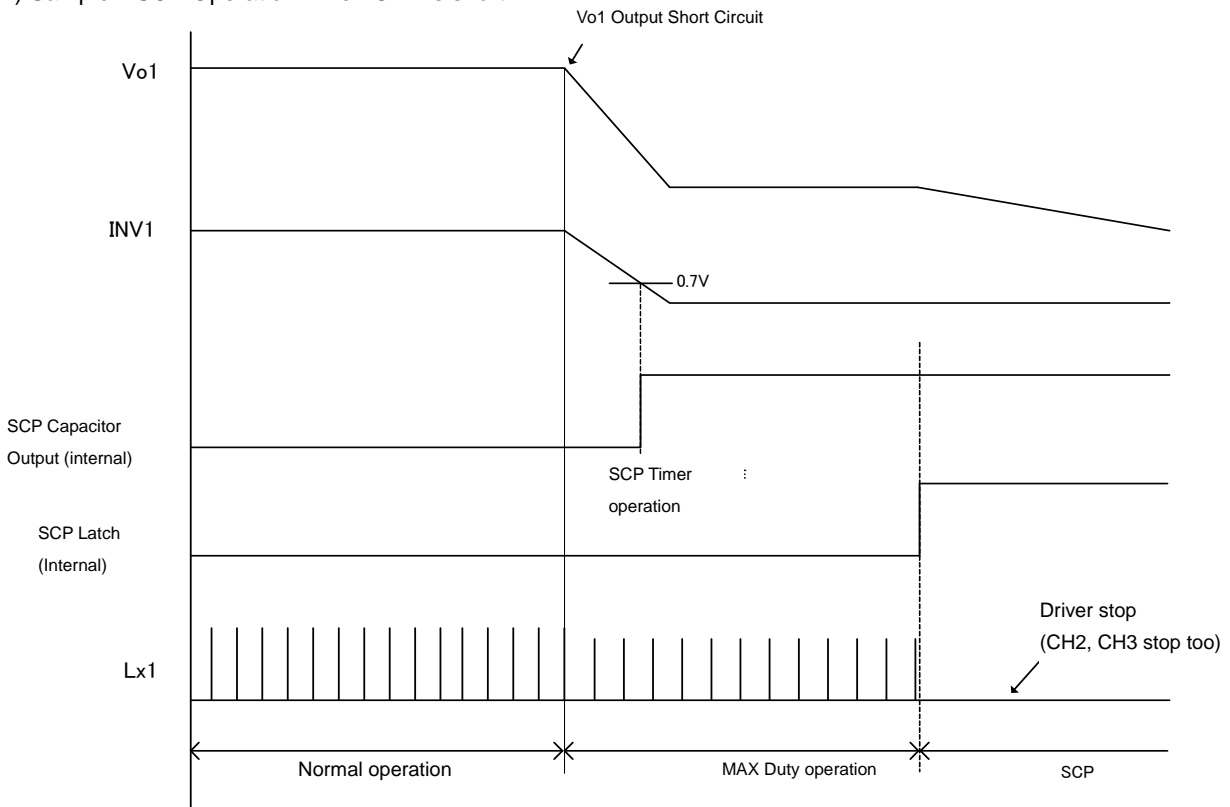 Vo1 Output Short Circuit
Vo1
INV1
0.7V
SCP Capacitor
Output (internal)
SCP Timer
operation
SCP Latch
(Internal)
Driver stop
(CH2, CH3 stop too)
Lx1
Normal operation
MAX Duty operation
SCP